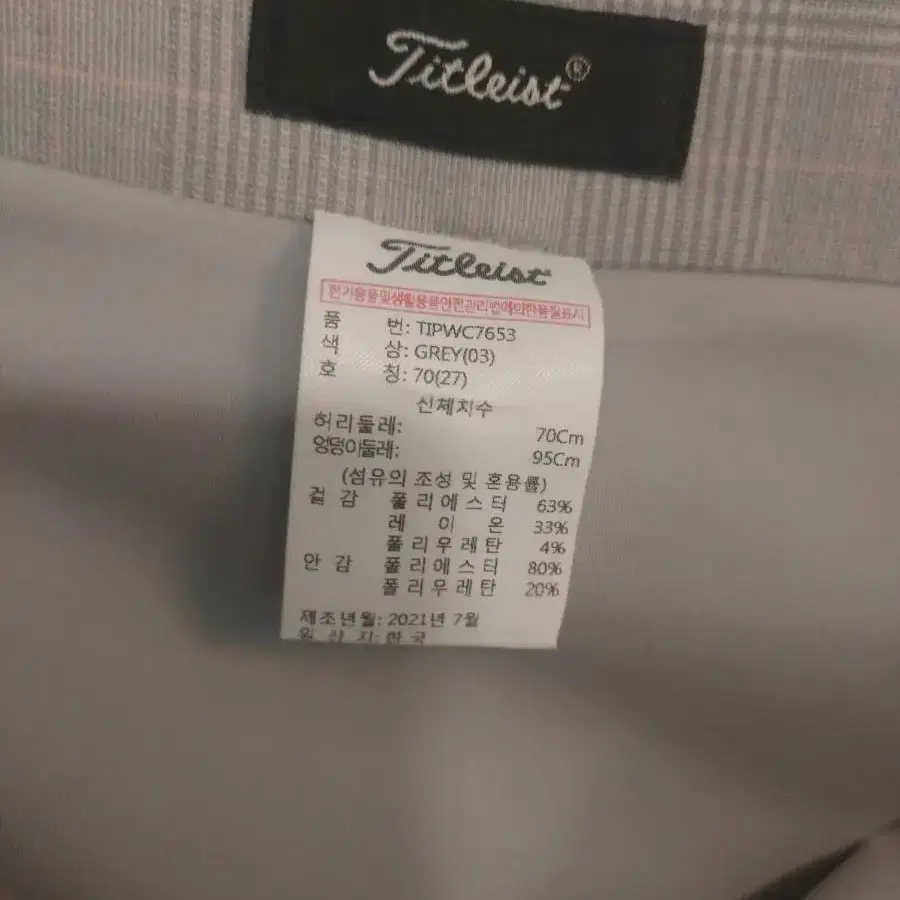 Titleist®
Titleist
전기용품및생활용품안전관리법에의한품질표시
품 번: TIPWC7653
색 상: GREY(03)
호 칭: 70(27)
신체치수
허리둘레: 70Cm
엉덩이둘레: 95Cm
(섬유의 조성 및 혼용률)
겉 감 폴리에스터 63%
레 이 온 33%
폴리우레탄 4%
안 감 폴리에스터 80%
폴리우레탄 20%
제조년월: 2021년 7월
원 산 지: 한 국